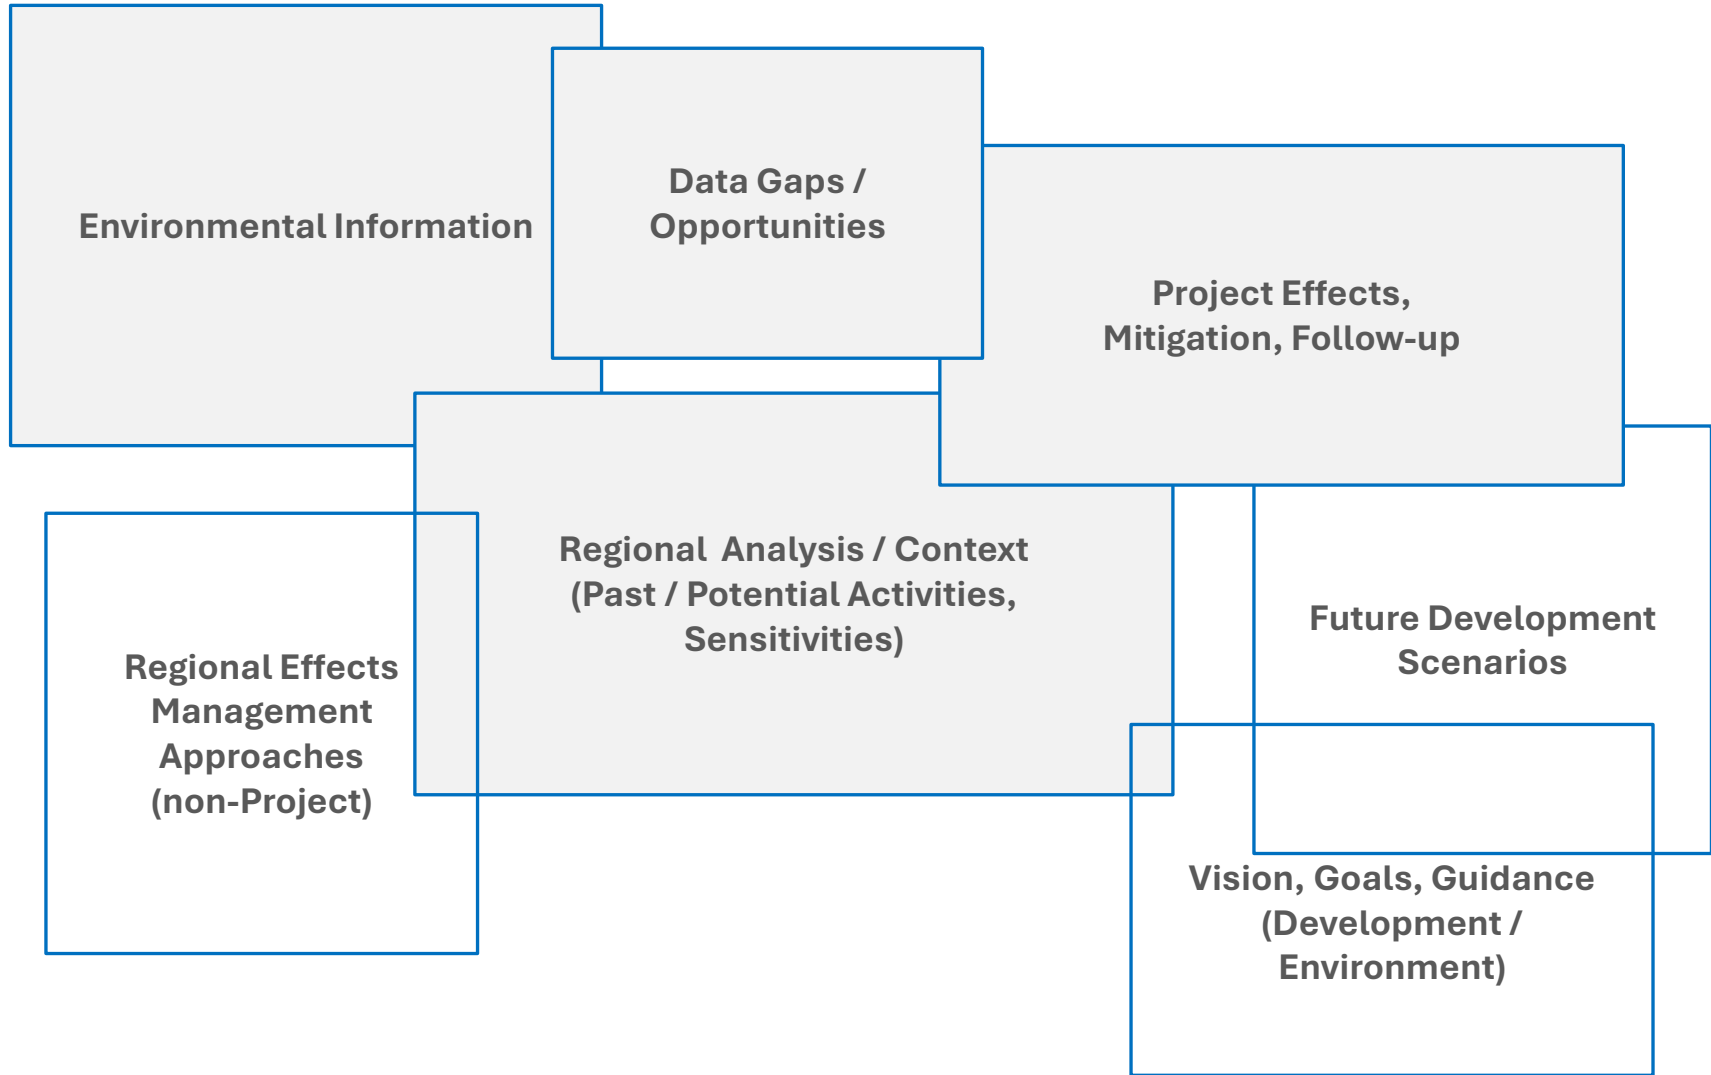 Environmental Information
Data Gaps /
Opportunities
Project Effects,
Mitigation, Follow-up
Regional Analysis / Context
(Past / Potential Activities,
Sensitivities)
Regional Effects
Management
Approaches
(non-Project)
Future Development
Scenarios
Vision, Goals, Guidance
(Development /
Environment)